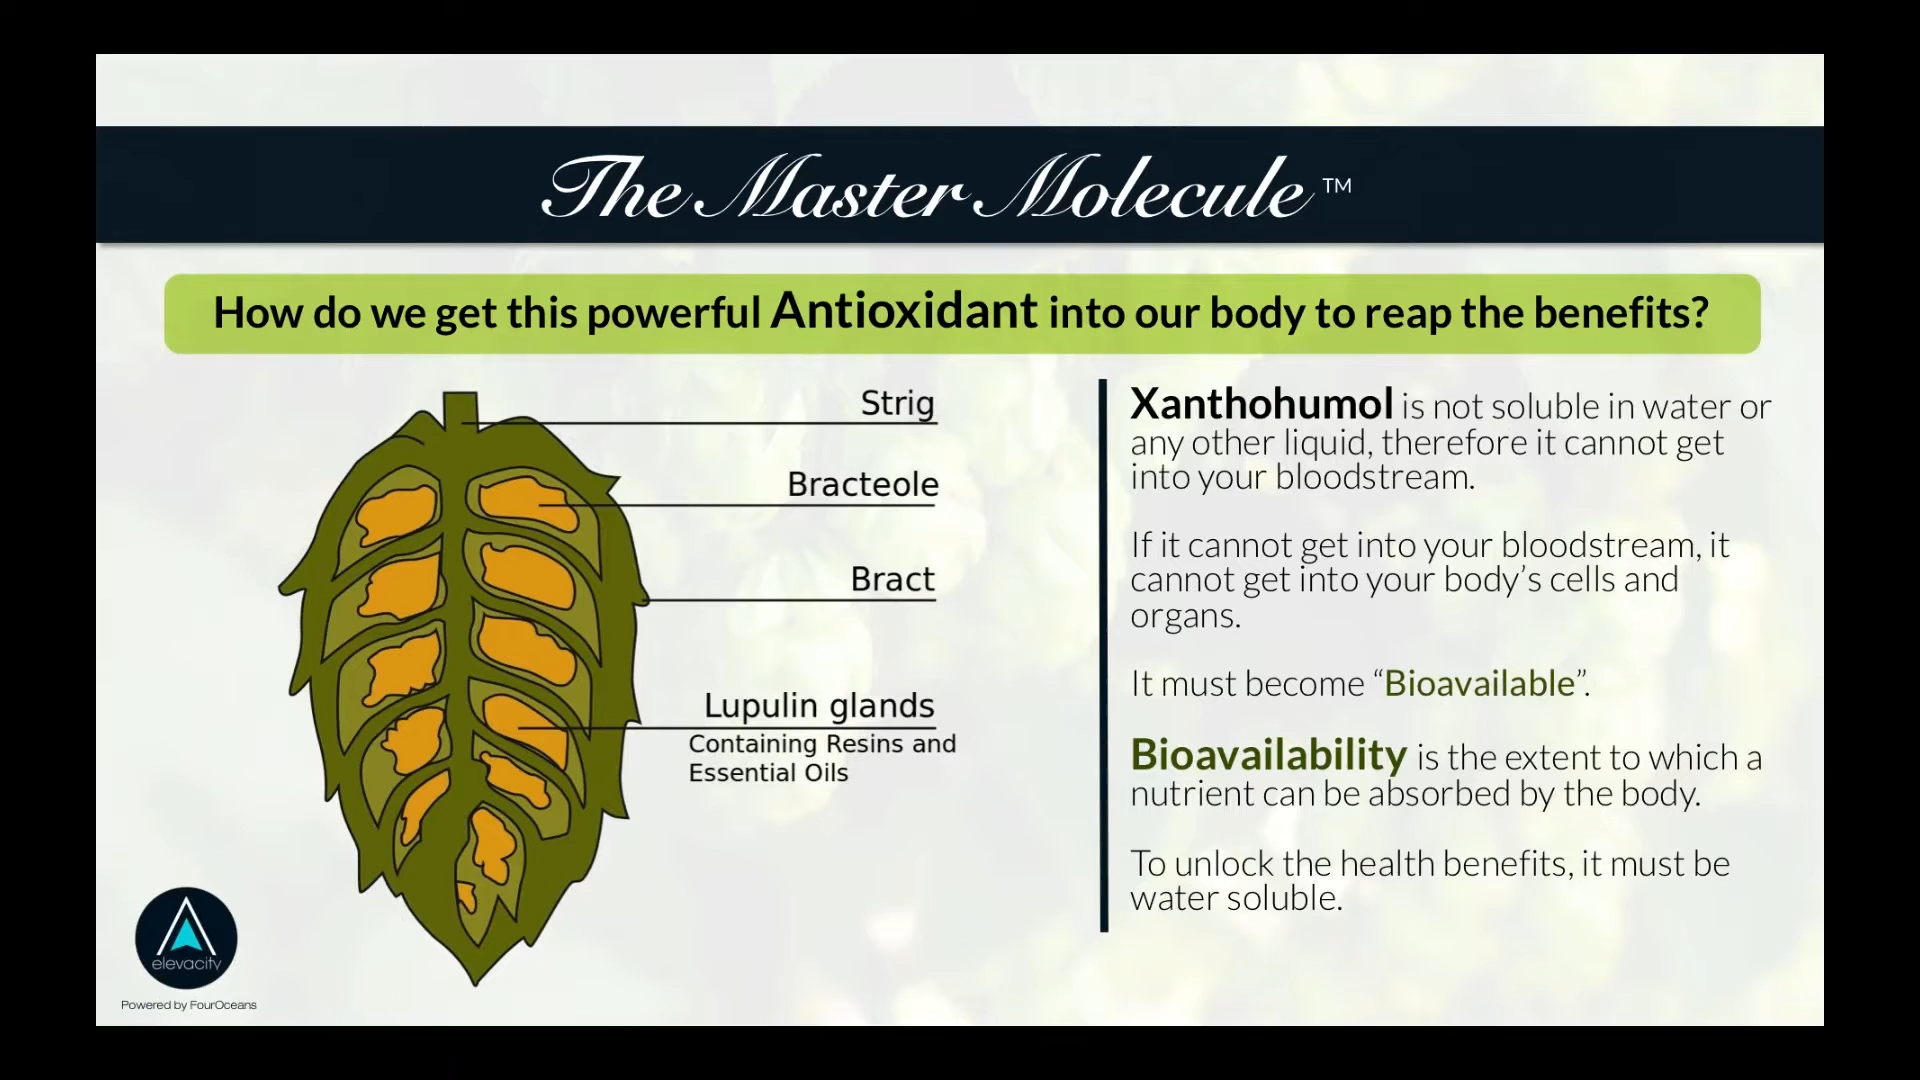 The Master Molecule™
How do we get this powerful Antioxidant into our body to reap the benefits?
Strig
Bracteole
Bract
Lupulin glands
Containing Resins and
Essential Oils
Xanthohumol is not soluble in water or
any other liquid, therefore it cannot get
into your bloodstream.
If it cannot get into your bloodstream, it
cannot get into your body’s cells and
organs.
It must become “Bioavailable”.
Bioavailability is the extent to which a
nutrient can be absorbed by the body.
To unlock the health benefits, it must be
water soluble.
elevacity
Powered by FourOceans